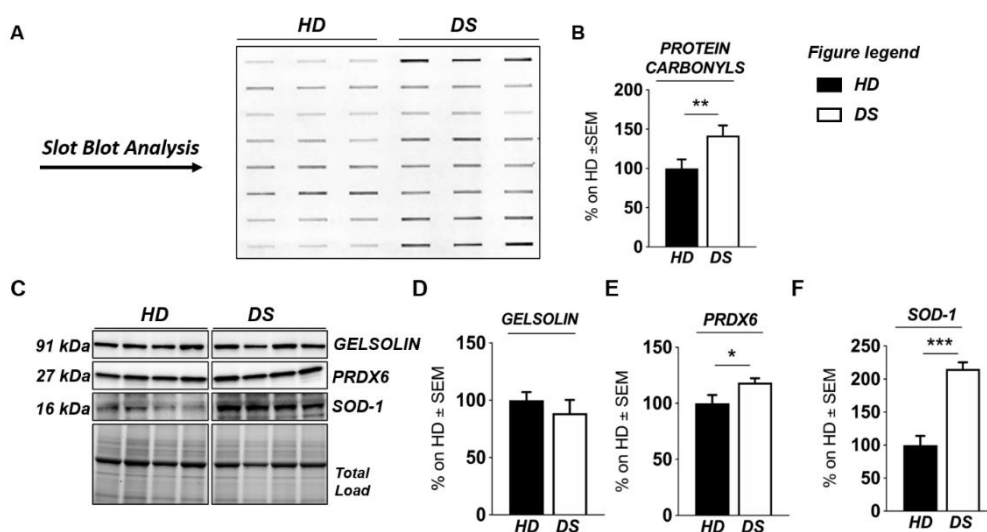 A
HD
DS
Slot Blot Analysis
B
PROTEIN
CARBONYLS
% on HD ±SEM
200
150
100
50
0
**
HD
DS
Figure legend
HD
DS
C
HD
DS
91 kDa
GELSOLIN
27 kDa
PRDX6
16 kDa
SOD-1
Total
Load
D
GELSOLIN
% on HD ± SEM
150
100
50
0
HD
DS
E
PRDX6
% on HD ± SEM
150
100
50
0
*
HD
DS
F
SOD-1
% on HD ± SEM
250
200
150
100
50
0
***
HD
DS